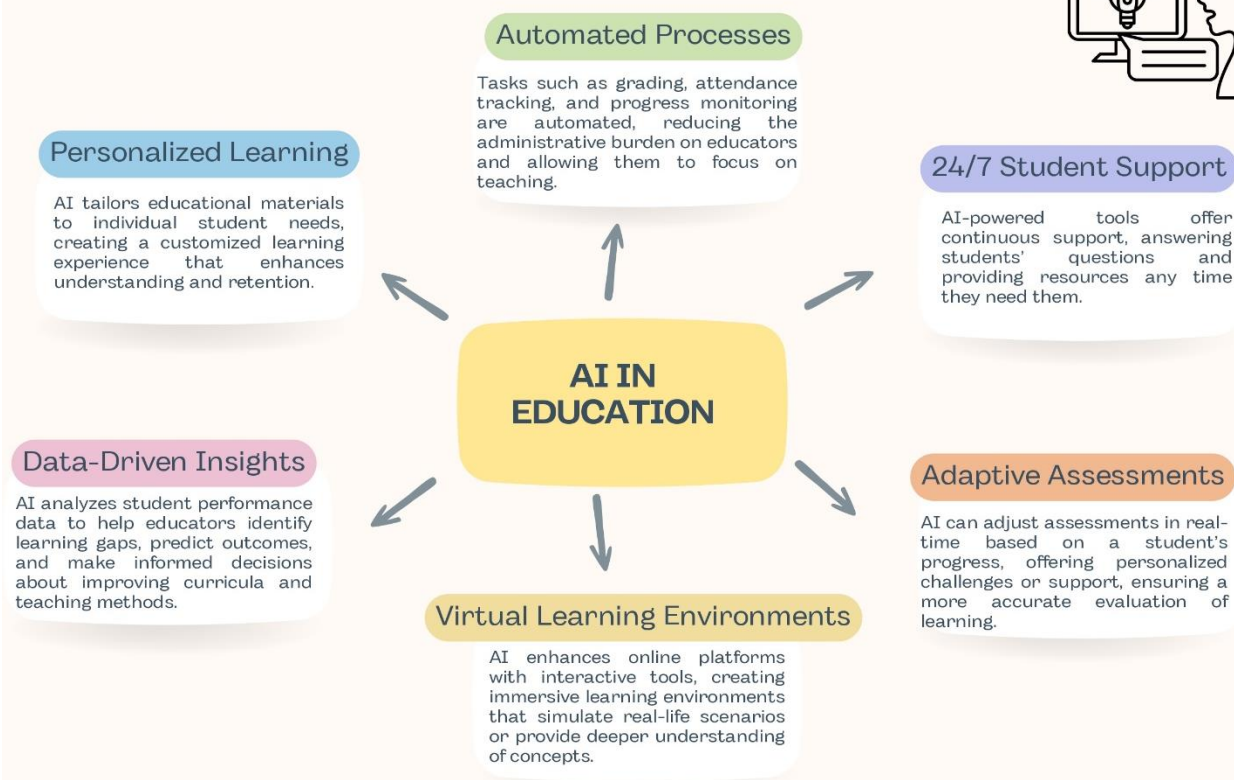 Automated Processes
Tasks such as grading, attendance
tracking, and progress monitoring
are automated, reducing the
administrative burden on educators
and allowing them to focus on
teaching.
Personalized Learning
AI tailors educational materials
to individual student needs,
creating a customized learning
experience that enhances
understanding and retention.
24/7 Student Support
AI-powered tools offer
continuous support, answering
students' questions and
providing resources any time
they need them.
AI IN
EDUCATION
Data-Driven Insights
AI analyzes student performance
data to help educators identify
learning gaps, predict outcomes,
and make informed decisions
about improving curricula and
teaching methods.
Adaptive Assessments
AI can adjust assessments in real-
time based on a student's
progress, offering personalized
challenges or support, ensuring a
more accurate evaluation of
learning.
Virtual Learning Environments
AI enhances online platforms
with interactive tools, creating
immersive learning environments
that simulate real-life scenarios
or provide deeper understanding
of concepts.